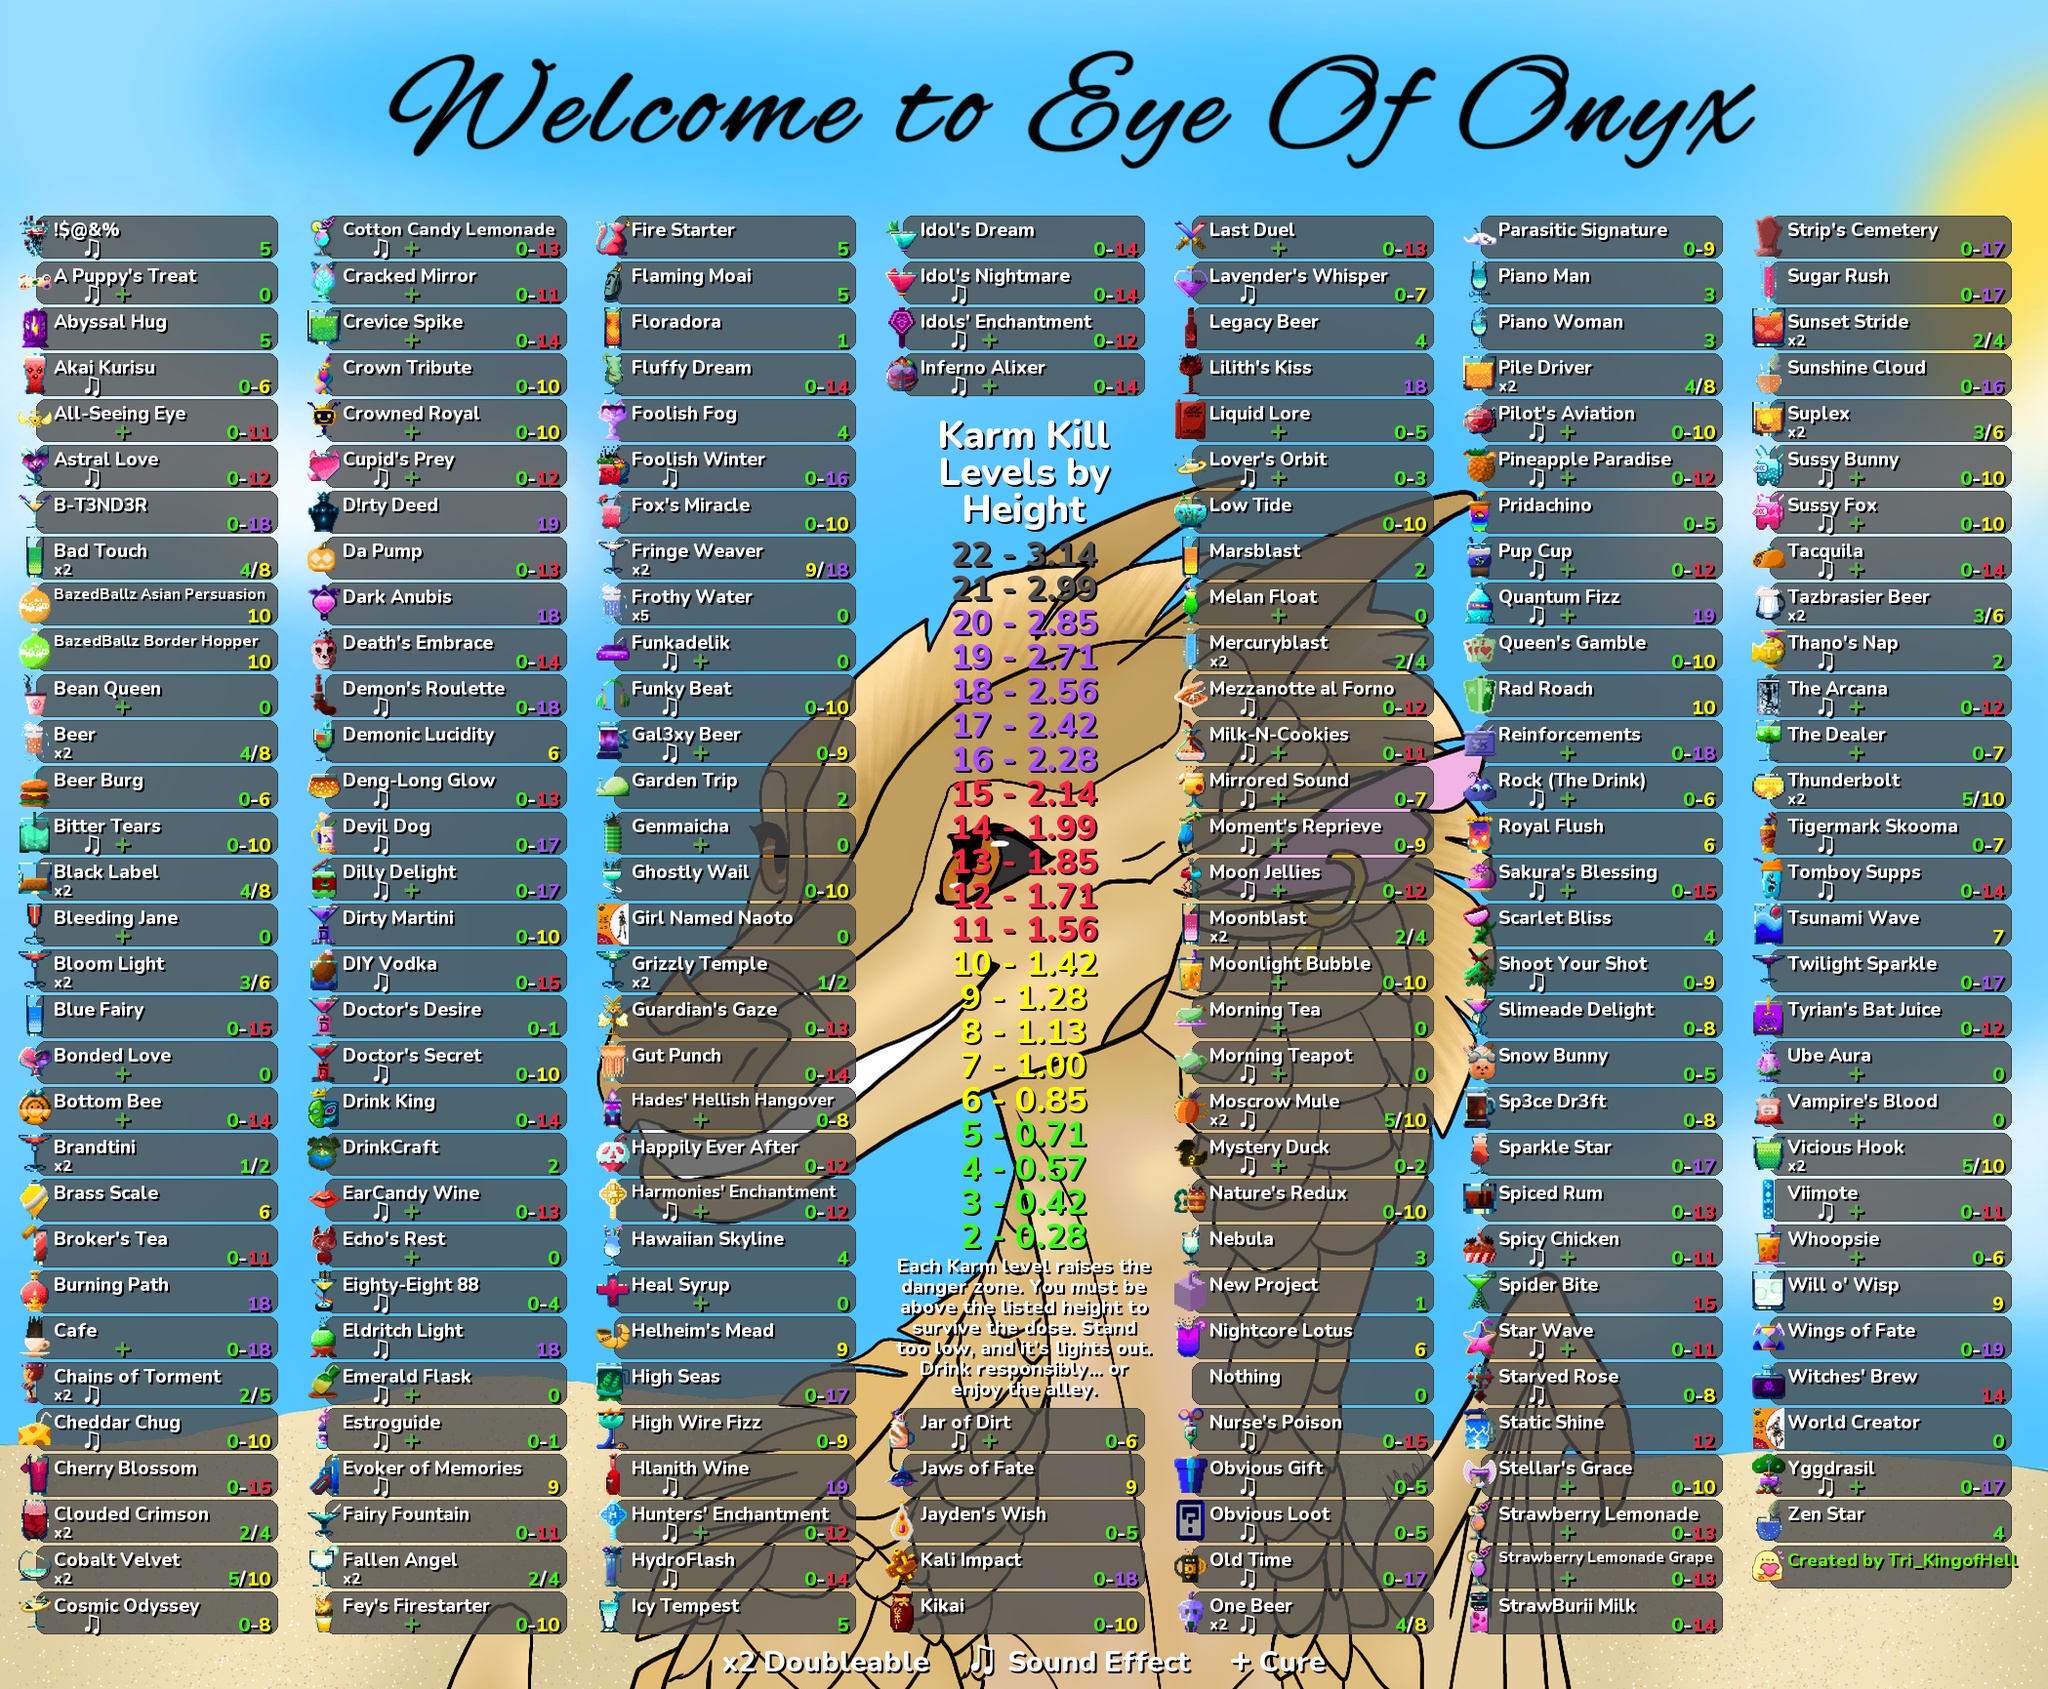 Welcome to Eye Of Onyx
!$@&%
♫ 5
A Puppy's Treat
♫ + 0
Abyssal Hug
5
Akai Kurisu
♫ 0-6
All-Seeing Eye
+ 0-11
Astral Love
♫ 0-12
B-T3ND3R
0-18
Bad Touch
x2 4/8
BazedBallz Asian Persuasion
10
BazedBallz Border Hopper
10
Bean Queen
+ 0
Beer
x2 4/8
Beer Burg
0-6
Bitter Tears
♫ + 0-10
Black Label
x2 4/8
Bleeding Jane
+ 0
Bloom Light
x2 3/6
Blue Fairy
0-15
Bonded Love
+ 0
Bottom Bee
+ 0-14
Brandtini
x2 1/2
Brass Scale
6
Broker's Tea
0-11
Burning Path
18
Cafe
+ 0-18
Chains of Torment
x2 ♫ 2/5
Cheddar Chug
♫ 0-10
Cherry Blossom
0-15
Clouded Crimson
x2 2/4
Cobalt Velvet
x2 5/10
Cosmic Odyssey
♫ 0-8
Cotton Candy Lemonade
♫ + 0-13
Cracked Mirror
+ 0-11
Crevice Spike
+ 0-14
Crown Tribute
0-10
Crowned Royal
+ 0-10
Cupid's Prey
♫ + 0-12
D!rty Deed
19
Da Pump
0-13
Dark Anubis
18
Death's Embrace
0-14
Demon's Roulette
♫ 0-18
Demonic Lucidity
6
Deng-Long Glow
♫ 0-13
Devil Dog
♫ 0-17
Dilly Delight
♫ + 0-17
Dirty Martini
0-10
DIY Vodka
♫ 0-15
Doctor's Desire
0-1
Doctor's Secret
♫ 0-10
Drink King
0-14
DrinkCraft
2
EarCandy Wine
♫ + 0-13
Echo's Rest
+ 0
Eighty-Eight 88
♫ 0-4
Eldritch Light
♫ 18
Emerald Flask
♫ + 0
Estroguide
♫ + 0-1
Evoker of Memories
♫ 9
Fairy Fountain
0-11
Fallen Angel
x2 2/4
Fey's Firestarter
+ 0-10
Fire Starter
5
Flaming Moai
5
Floradora
1
Fluffy Dream
0-14
Foolish Fog
4
Foolish Winter
♫ 0-16
Fox's Miracle
0-10
Fringe Weaver
x2 9/18
Frothy Water
x5 0
Funkadelik
♫ + 0
Funky Beat
♫ 0-10
Gal3xy Beer
♫ + 0-9
Garden Trip
2
Genmaicha
+ 0
Ghostly Wail
0-10
Girl Named Naoto
0
Grizzly Temple
x2 1/2
Guardian's Gaze
0-13
Gut Punch
0-14
Hades' Hellish Hangover
+ 0-8
Happily Ever After
0-12
Harmonies' Enchantment
♫ + 0-12
Hawaiian Skyline
4
Heal Syrup
+ 0
Helheim's Mead
9
High Seas
0-17
High Wire Fizz
0-9
Hlanith Wine
♫ 19
Hunters' Enchantment
♫ + 0-12
HydroFlash
♫ 0-14
Icy Tempest
5
Idol's Dream
0-14
Idol's Nightmare
♫ 0-14
Idols' Enchantment
♫ + 0-12
Inferno Alixer
♫ + 0-14
Karm Kill
Levels by
Height
22 - 3.14
21 - 2.99
20 - 2.85
19 - 2.71
18 - 2.56
17 - 2.42
16 - 2.28
15 - 2.14
14 - 1.99
13 - 1.85
12 - 1.71
11 - 1.56
10 - 1.42
9 - 1.28
8 - 1.13
7 - 1.00
6 - 0.85
5 - 0.71
4 - 0.57
3 - 0.42
2 - 0.28
Each Karm level raises the
danger zone. You must be
above the listed height to
survive the dose. Stand
too low, and it's lights out.
Drink responsibly... or
enjoy the alley.
Jar of Dirt
♫ + 0-6
Jaws of Fate
9
Jayden's Wish
0-5
Kali Impact
0-18
Kikai
0-10
Last Duel
+ 0-13
Lavender's Whisper
♫ 0-7
Legacy Beer
4
Lilith's Kiss
18
Liquid Lore
+ 0-5
Lover's Orbit
♫ + 0-3
Low Tide
0-10
Marsblast
2
Melan Float
+ 0
Mercuryblast
x2 2/4
Mezzanotte al Forno
♫ 0-12
Milk-N-Cookies
♫ + 0-11
Mirrored Sound
♫ + 0-7
Moment's Reprieve
♫ + 0-9
Moon Jellies
♫ + 0-12
Moonblast
x2 2/4
Moonlight Bubble
+ 0-10
Morning Tea
+ 0
Morning Teapot
♫ + 0
Moscrow Mule
x2 ♫ 5/10
Mystery Duck
♫ + 0-2
Nature's Redux
0-10
Nebula
3
New Project
1
Nightcore Lotus
6
Nothing
0
Nurse's Poison
♫ 0-15
Obvious Gift
♫ 0-5
Obvious Loot
♫ 0-5
Old Time
♫ 0-17
One Beer
x2 ♫ 4/8
Parasitic Signature
0-9
Piano Man
3
Piano Woman
3
Pile Driver
x2 4/8
Pilot's Aviation
♫ + 0-10
Pineapple Paradise
♫ + 0-12
Pridachino
0-5
Pup Cup
♫ + 0-12
Quantum Fizz
♫ + 19
Queen's Gamble
0-10
Rad Roach
10
Reinforcements
+ 0-18
Rock (The Drink)
♫ + 0-6
Royal Flush
6
Sakura's Blessing
♫ + 0-15
Scarlet Bliss
4
Shoot Your Shot
♫ 0-9
Slimeade Delight
0-8
Snow Bunny
0-5
Sp3ce Dr3ft
0-8
Sparkle Star
0-17
Spiced Rum
0-13
Spicy Chicken
♫ + 0-11
Spider Bite
15
Star Wave
♫ + 0-11
Starved Rose
♫ 0-8
Static Shine
12
Stellar's Grace
+ 0-10
Strawberry Lemonade
+ 0-13
Strawberry Lemonade Grape
+ 0-13
StrawBurii Milk
0-14
Strip's Cemetery
0-17
Sugar Rush
0-17
Sunset Stride
x2 2/4
Sunshine Cloud
0-16
Suplex
x2 3/6
Sussy Bunny
♫ + 0-10
Sussy Fox
♫ + 0-10
Tacquila
♫ + 0-14
Tazbrasier Beer
x2 3/6
Thano's Nap
♫ 2
The Arcana
♫ + 0-12
The Dealer
+ 0-7
Thunderbolt
x2 5/10
Tigermark Skooma
♫ 0-7
Tomboy Supps
♫ 0-14
Tsunami Wave
7
Twilight Sparkle
0-17
Tyrian's Bat Juice
0-12
Ube Aura
+ 0
Vampire's Blood
+ 0
Vicious Hook
x2 5/10
Viimote
♫ + 0-11
Whoopsie
+ 0-6
Will o' Wisp
9
Wings of Fate
0-19
Witches' Brew
14
World Creator
0
Yggdrasil
♫ + 0-17
Zen Star
4
Created by Tri_KingofHell
x2 Doubleable ♫ Sound Effect + Cure